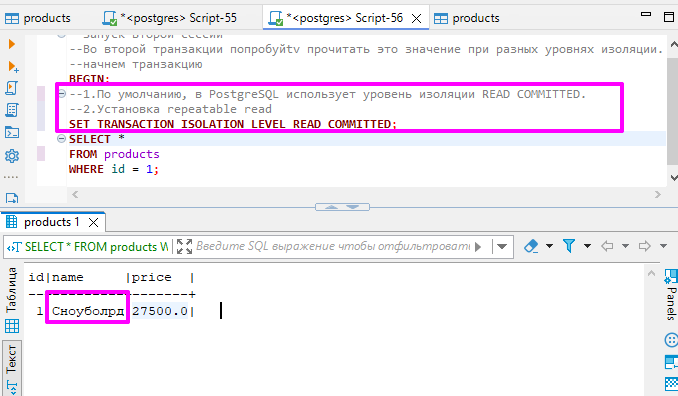 products
*<postgres> Script-55
*<postgres> Script-56
products
--Запуск второй сессии
--Во второй транзакции попробуйтv прочитать это значение при разных уровнях изоляции.
--начнем транзакцию
BEGIN;
--1.По умолчанию, в PostgreSQL использует уровень изоляции READ COMMITTED.
--2.Установка repeatable read
SET TRANSACTION ISOLATION LEVEL READ COMMITTED;
SELECT *
FROM products
WHERE id = 1;
products 1
SELECT * FROM products W
Введите SQL выражение чтобы отфильтровать
Таблица
Текст
id|name |price |
--+---------+-------+
1|Сноуболрд|27500.0|
Panels